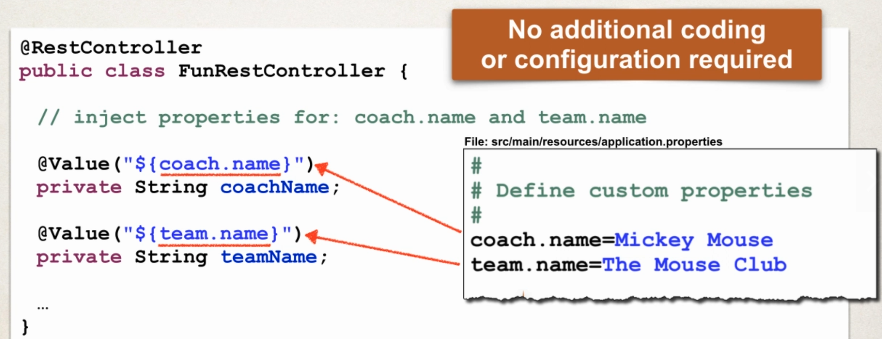 No additional coding
or configuration required
@RestController
public class FunRestController {
// inject properties for: coach.name and team.name
@Value("${coach.name}")
private String coachName;
@Value("${team.name}")
private String teamName;
…
}
File: src/main/resources/application.properties
#
# Define custom properties
#
coach.name=Mickey Mouse
team.name=The Mouse Club